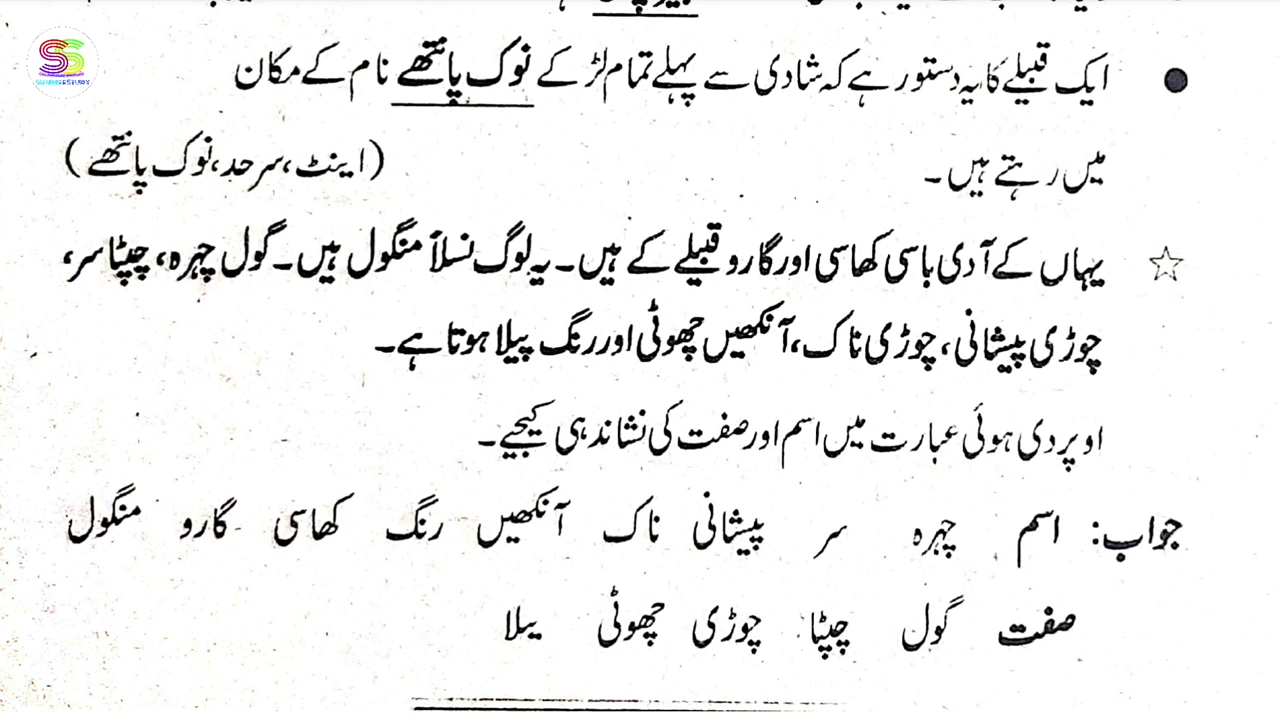 ایک قبیلے کا یہ دستور ہے کہ شادی سے پہلے تمام لڑکے نوک پانتھے نام کے مکان
میں رہتے ہیں۔ (اینٹ، سرحد، نوک پانتھے)
یہاں کے آدی باسی کھاسی اور گارو قبیلے کے ہیں۔ یہ لوگ نسلاً منگول ہیں۔ گول چہرہ، چپٹا سر،
چوڑی پیشانی، چوڑی ناک، آنکھیں چھوٹی اور رنگ پیلا ہوتا ہے۔
اوپر دی ہوئی عبارت میں اسم اور صفت کی نشاندہی کیجیے۔
جواب: اسم چہرہ سر پیشانی ناک آنکھیں رنگ کھاسی گارو منگول
صفت گول چپٹا چوڑی چھوٹی پیلا